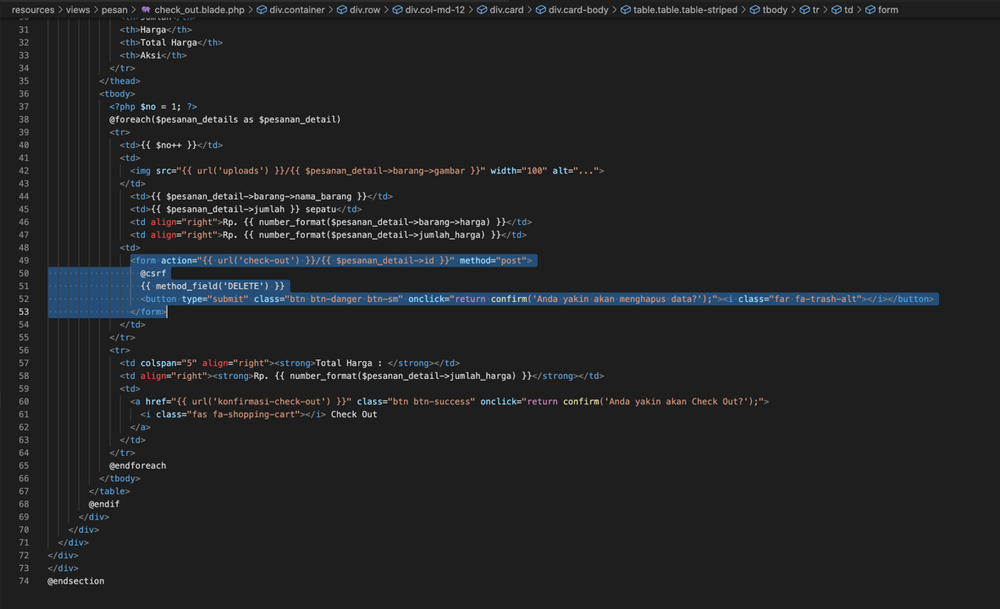 resources > views > pesan > check_out.blade.php > div.container > div.row > div.col-md-12 > div.card > div.card-body > table.table.table-striped > tbody > tr > td > form
31 <th>Harga</th>
32 <th>Total Harga</th>
33 <th>Aksi</th>
34 </tr>
35 </thead>
36 <tbody>
37 <?php $no = 1; ?>
38 @foreach($pesanan_details as $pesanan_detail)
39 <tr>
40 <td>{{ $no++ }}</td>
41 <td>
42 <img src="{{ url('uploads') }}/{{ $pesanan_detail->barang->gambar }}" width="100" alt="...">
43 </td>
44 <td>{{ $pesanan_detail->barang->nama_barang }}</td>
45 <td>{{ $pesanan_detail->jumlah }} sepatu</td>
46 <td align="right">Rp. {{ number_format($pesanan_detail->barang->harga) }}</td>
47 <td align="right">Rp. {{ number_format($pesanan_detail->jumlah_harga) }}</td>
48 <td>
49 <form action="{{ url('check-out') }}/{{ $pesanan_detail->id }}" method="post">
50 @csrf
51 {{ method_field('DELETE') }}
52 <button type="submit" class="btn btn-danger btn-sm" onclick="return confirm('Anda yakin akan menghapus data?');"><i class="far fa-trash-alt"></i></button>
53 </form>
54 </td>
55 </tr>
56 <tr>
57 <td colspan="5" align="right"><strong>Total Harga : </strong></td>
58 <td align="right"><strong>Rp. {{ number_format($pesanan_detail->jumlah_harga) }}</strong></td>
59 <td>
60 <a href="{{ url('konfirmasi-check-out') }}" class="btn btn-success" onclick="return confirm('Anda yakin akan Check Out?');">
61 <i class="fas fa-shopping-cart"></i> Check Out
62 </a>
63 </td>
64 </tr>
65 @endforeach
66 </tbody>
67 </table>
68 @endif
69 </div>
70 </div>
71 </div>
72 </div>
73 </div>
74 @endsection